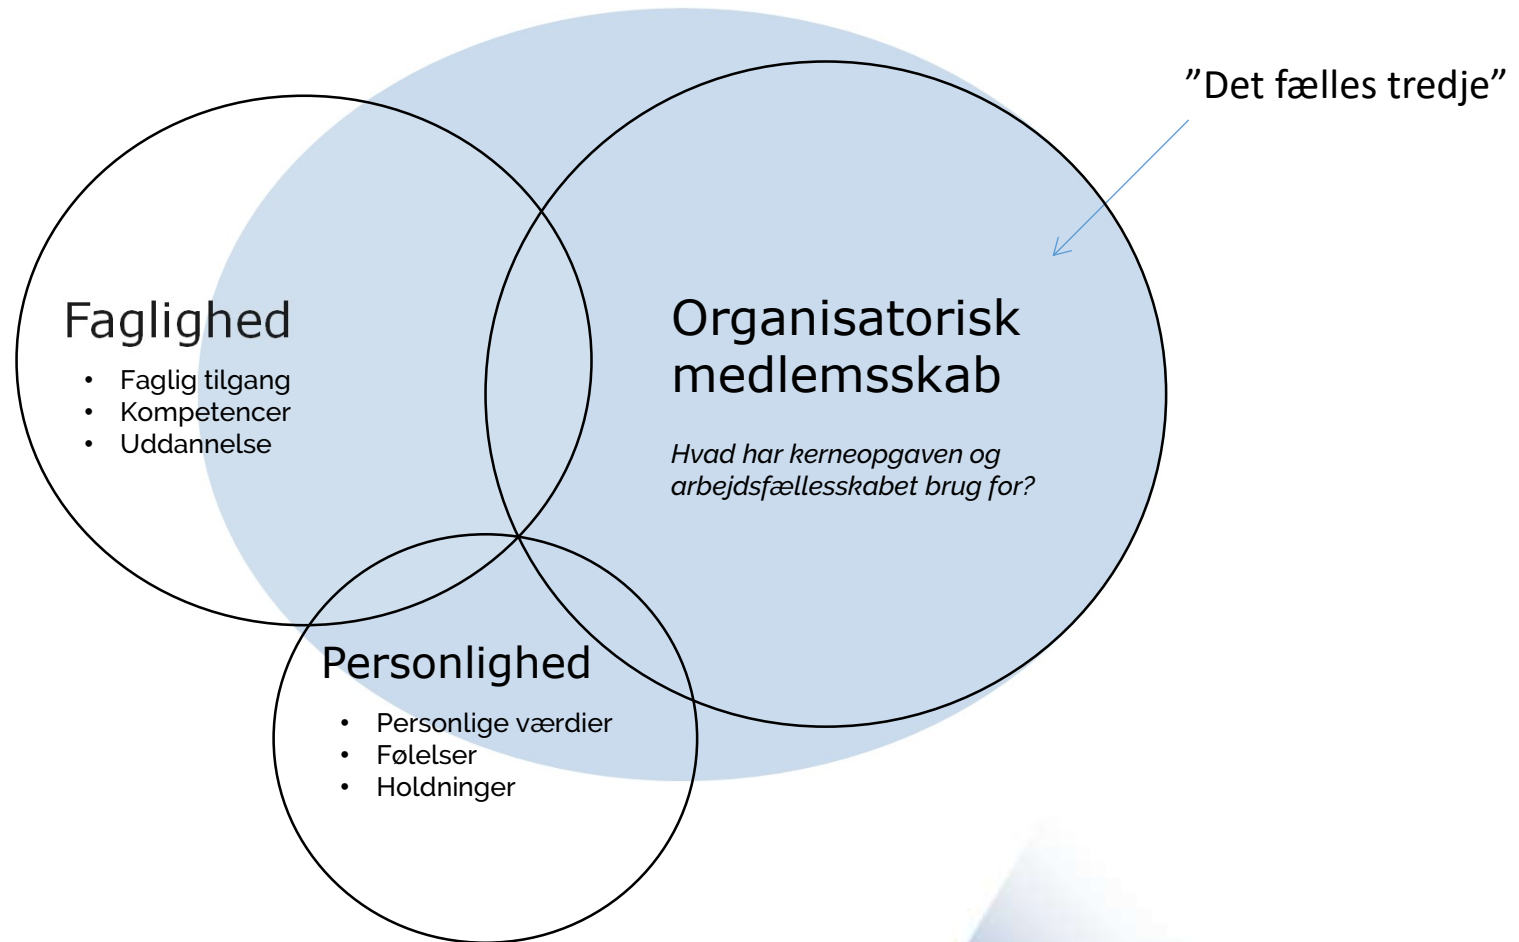 ”Det fælles tredje”
Faglighed
• Faglig tilgang
• Kompetencer
• Uddannelse
Organisatorisk
medlemsskab
Hvad har kerneopgaven og
arbejdsfællesskabet brug for?
Personlighed
• Personlige værdier
• Følelser
• Holdninger